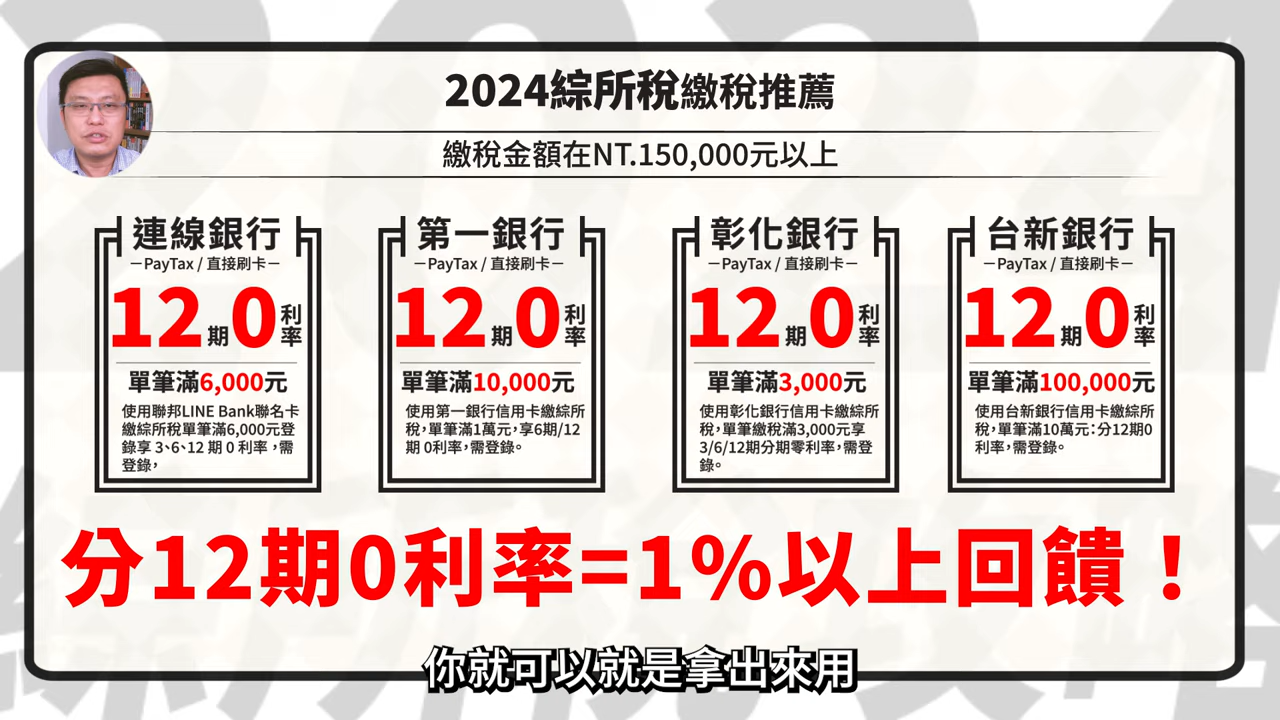 2024綜所稅繳稅推薦
繳稅金額在NT.150,000元以上
連線銀行
－PayTax / 直接刷卡－
12期0利率
單筆滿6,000元
使用聯邦LINE Bank聯名卡
繳綜所稅單筆滿6,000元登
錄享 3、6、12 期 0 利率 ，需
登錄，
第一銀行
－PayTax / 直接刷卡－
12期0利率
單筆滿10,000元
使用第一銀行信用卡繳綜所
稅，單筆滿1萬元，享6期/12
期 0利率，需登錄。
彰化銀行
－PayTax / 直接刷卡－
12期0利率
單筆滿3,000元
使用彰化銀行信用卡繳綜所
稅，單筆繳稅滿3,000元享
3/6/12期分期零利率，需登
錄。
台新銀行
－PayTax / 直接刷卡－
12期0利率
單筆滿100,000元
使用台新銀行信用卡繳綜所
稅，單筆滿10萬元：分12期0
利率，需登錄。
分12期0利率=1%以上回饋！
你就可以就是拿出來用